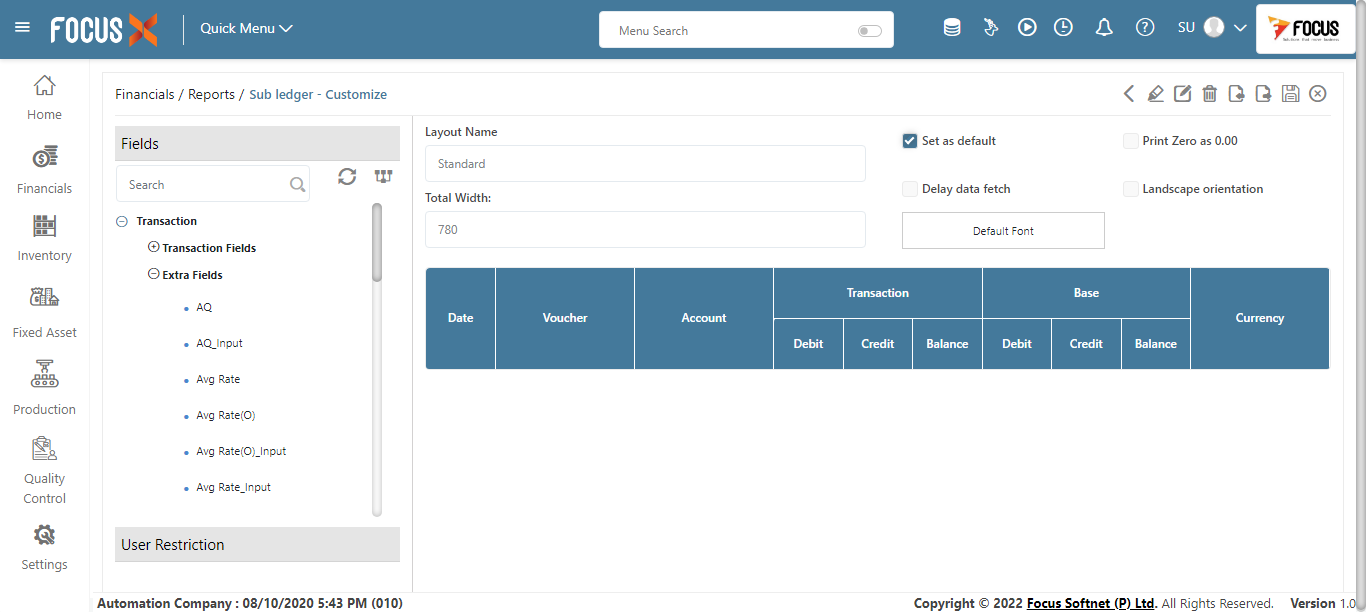 FOCUS X
Quick Menu
Menu Search
SU
FOCUS
Home
Financials
Inventory
Fixed Asset
Production
Quality
Control
Settings
Financials / Reports / Sub ledger - Customize
Fields
Search
Transaction
Transaction Fields
Extra Fields
AQ
AQ_Input
Avg Rate
Avg Rate(O)
Avg Rate(O)_Input
Avg Rate_Input
User Restriction
Layout Name
Standard
Total Width:
780
Set as default
Print Zero as 0.00
Delay data fetch
Landscape orientation
Default Font
Date Voucher Account Transaction Base Currency
Debit Credit Balance Debit Credit Balance
Automation Company : 08/10/2020 5:43 PM (010)
Copyright © 2022 Focus Softnet (P) Ltd. All Rights Reserved. Version 1.0